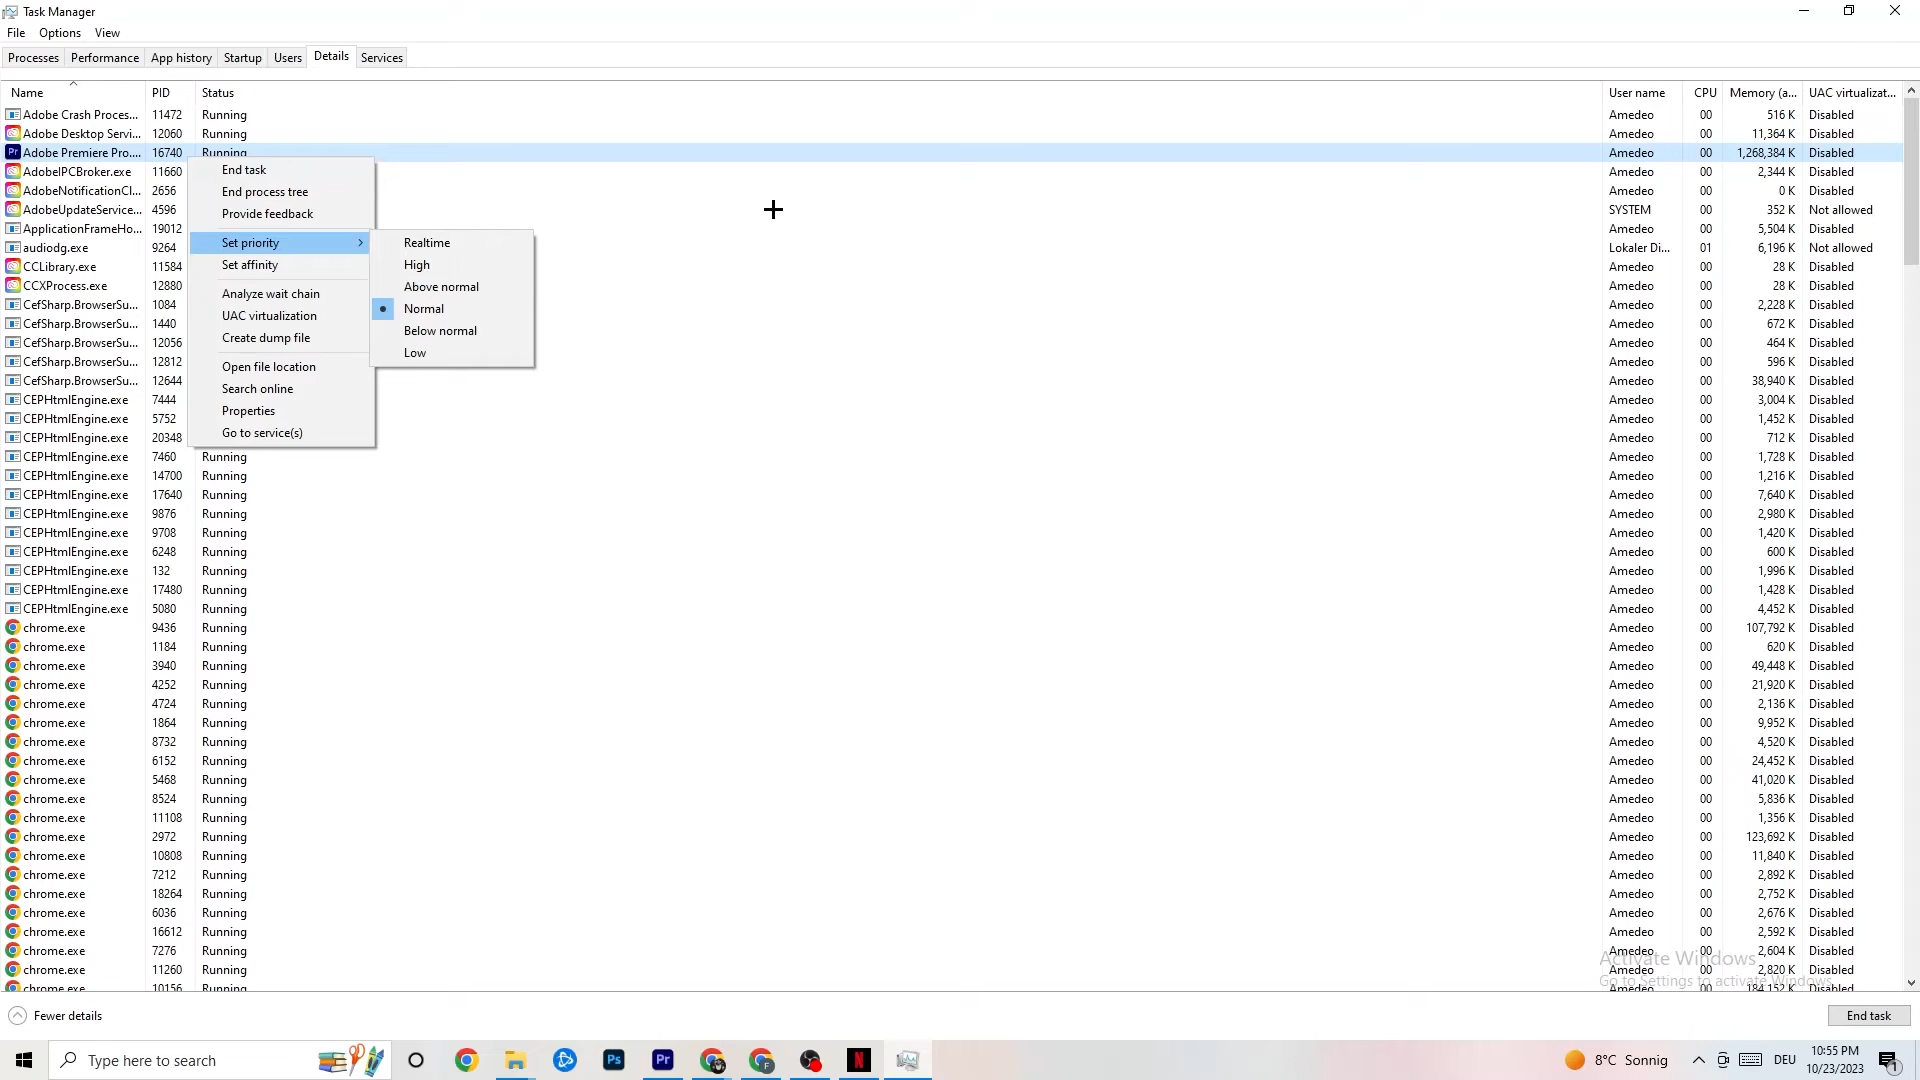 Task Manager
File Options View
Processes Performance App history Startup Users Details Services
Name PID Status User name CPU Memory (a... UAC virtualizat...
Adobe Crash Proces... 11472 Running Amedeo 00 516 K Disabled
Adobe Desktop Servi... 12060 Running Amedeo 00 11,364 K Disabled
Adobe Premiere Pro.... 16740 Running Amedeo 00 1,268,384 K Disabled
AdobeIPCBroker.exe 11660 Amedeo 00 2,344 K Disabled
AdobeNotificationCl... 2656 Amedeo 00 0 K Disabled
AdobeUpdateService... 4596 SYSTEM 00 352 K Not allowed
ApplicationFrameHo... 19012 Amedeo 00 5,504 K Disabled
audiodg.exe 9264 Lokaler Di... 01 6,196 K Not allowed
CCLibrary.exe 11584 Amedeo 00 28 K Disabled
CCXProcess.exe 12880 Amedeo 00 28 K Disabled
CefSharp.BrowserSu... 1084 Amedeo 00 2,228 K Disabled
CefSharp.BrowserSu... 1440 Amedeo 00 672 K Disabled
CefSharp.BrowserSu... 12056 Amedeo 00 464 K Disabled
CefSharp.BrowserSu... 12812 Amedeo 00 596 K Disabled
CefSharp.BrowserSu... 12644 Amedeo 00 38,940 K Disabled
CEPHtmlEngine.exe 7444 Amedeo 00 3,004 K Disabled
CEPHtmlEngine.exe 5752 Amedeo 00 1,452 K Disabled
CEPHtmlEngine.exe 20348 Amedeo 00 712 K Disabled
CEPHtmlEngine.exe 7460 Running Amedeo 00 1,728 K Disabled
CEPHtmlEngine.exe 14700 Running Amedeo 00 1,216 K Disabled
CEPHtmlEngine.exe 17640 Running Amedeo 00 7,640 K Disabled
CEPHtmlEngine.exe 9876 Running Amedeo 00 2,980 K Disabled
CEPHtmlEngine.exe 9708 Running Amedeo 00 1,420 K Disabled
CEPHtmlEngine.exe 6248 Running Amedeo 00 600 K Disabled
CEPHtmlEngine.exe 132 Running Amedeo 00 1,996 K Disabled
CEPHtmlEngine.exe 17480 Running Amedeo 00 1,428 K Disabled
CEPHtmlEngine.exe 5080 Running Amedeo 00 4,452 K Disabled
chrome.exe 9436 Running Amedeo 00 107,792 K Disabled
chrome.exe 1184 Running Amedeo 00 620 K Disabled
chrome.exe 3940 Running Amedeo 00 49,448 K Disabled
chrome.exe 4252 Running Amedeo 00 21,920 K Disabled
chrome.exe 4724 Running Amedeo 00 2,136 K Disabled
chrome.exe 1864 Running Amedeo 00 9,952 K Disabled
chrome.exe 8732 Running Amedeo 00 4,520 K Disabled
chrome.exe 6152 Running Amedeo 00 24,452 K Disabled
chrome.exe 5468 Running Amedeo 00 41,020 K Disabled
chrome.exe 8524 Running Amedeo 00 5,836 K Disabled
chrome.exe 11108 Running Amedeo 00 1,356 K Disabled
chrome.exe 2972 Running Amedeo 00 123,692 K Disabled
chrome.exe 10808 Running Amedeo 00 11,840 K Disabled
chrome.exe 7212 Running Amedeo 00 2,892 K Disabled
chrome.exe 18264 Running Amedeo 00 2,752 K Disabled
chrome.exe 6036 Running Amedeo 00 2,676 K Disabled
chrome.exe 16612 Running Amedeo 00 2,592 K Disabled
chrome.exe 7276 Running Amedeo 00 2,604 K Disabled
chrome.exe 11260 Running Amedeo 00 2,820 K Disabled
chrome.exe 10156 Running Amedeo 00 184,152 K Disabled
End task
End process tree
Provide feedback
Set priority
Set affinity
Analyze wait chain
UAC virtualization
Create dump file
Open file location
Search online
Properties
Go to service(s)
Realtime
High
Above normal
Normal
Below normal
Low
Activate Windows
Go to Settings to activate Windows.
Fewer details End task
Type here to search Ps Pr F N 8°C Sonnig DEU
10:55 PM
10/23/2023
1